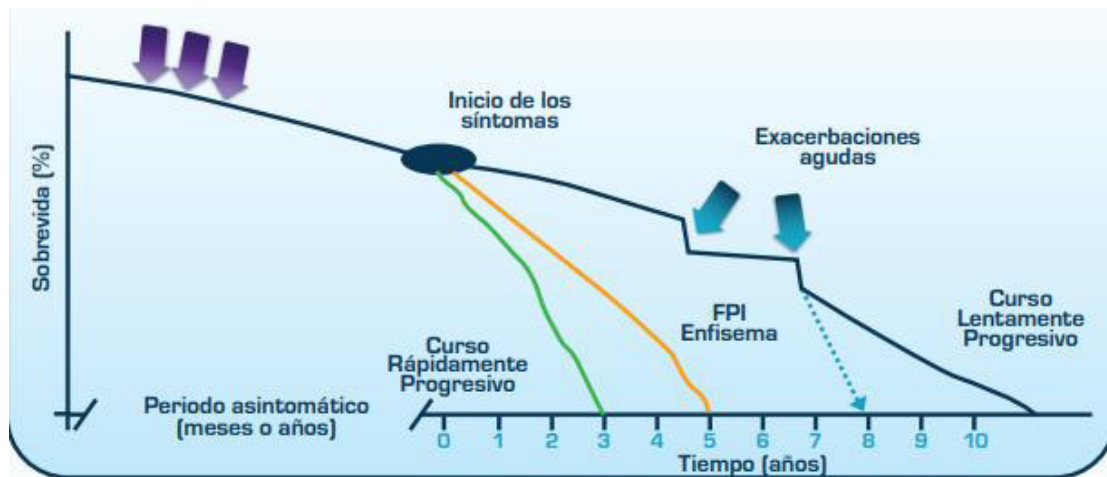 Inicio de los
síntomas
Exacerbaciones
agudas
Sobrevida (%)
FPI
Enfisema
Curso
Lentamente
Progresivo
Curso
Rápidamente
Progresivo
Periodo asintomático
(meses o años)
0 1 2 3 4 5 6 7 8 9 10
Tiempo (años)